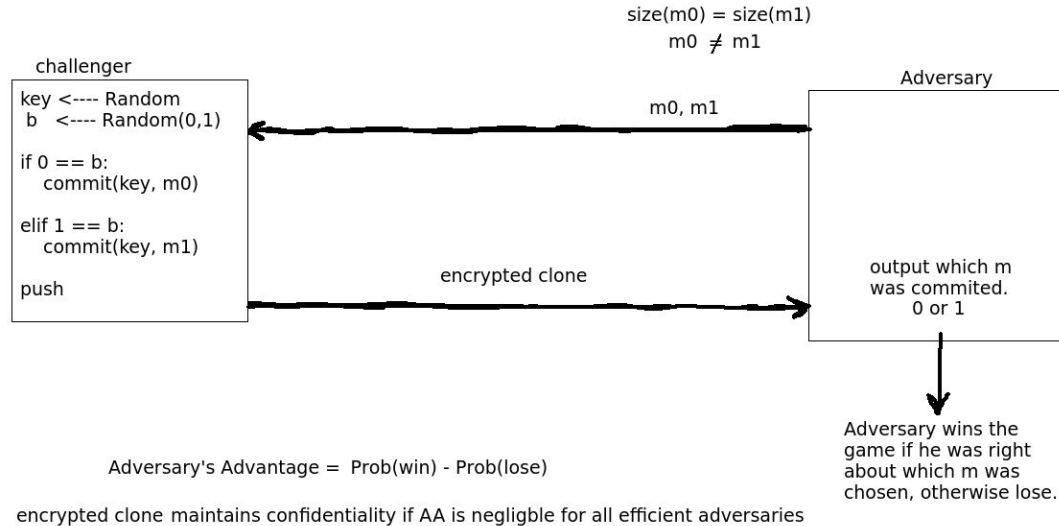 size(m0) = size(m1)
m0 ≠ m1
challenger
Adversary
key <---- Random
b <---- Random(0,1)
if 0 == b:
commit(key, m0)
elif 1 == b:
commit(key, m1)
push
m0, m1
encrypted clone
output which m
was commited.
0 or 1
Adversary wins the
game if he was right
about which m was
chosen, otherwise lose.
Adversary's Advantage = Prob(win) - Prob(lose)
encrypted clone maintains confidentiality if AA is negligble for all efficient adversaries